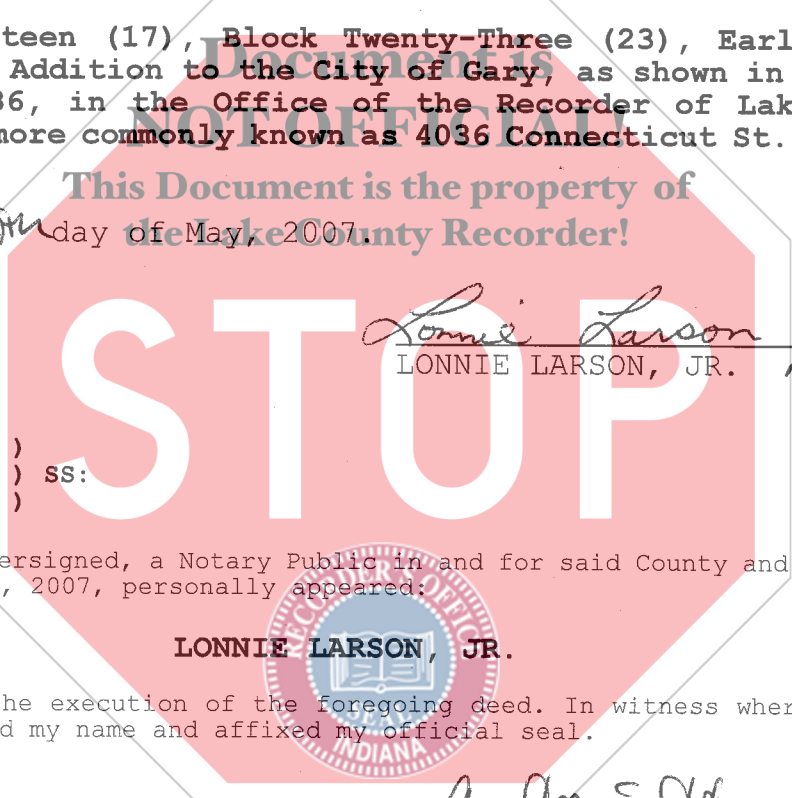 teen (17), Block Twenty-Three (23), Earl
Document is
Addition to the City of Gary, as shown in
36, in the Office of the Recorder of Lak
NOT OFFICIAL!
more commonly known as 4036 Connecticut St.
This Document is the property of
day of May, 2007.
the Lake County Recorder!
STOP
Lonnie Larson
LONNIE LARSON, JR.
)
) SS:
)
ersigned, a Notary Public in and for said County and
, 2007, personally appeared:
RECORDER'S OFFICE
LONNIE LARSON, JR.
he execution of the foregoing deed. In witness wher
d my name and affixed my official seal.
SEAL
INDIANA